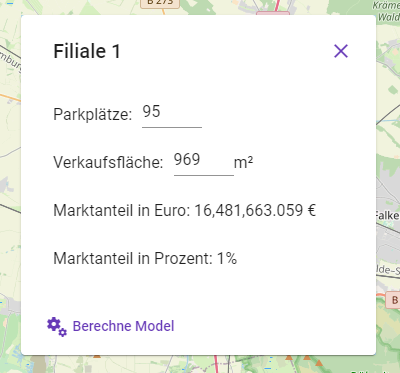 B 273
Kräme
Wald
mburg
Filiale 1
Parkplätze: 95
Verkaufsfläche: 969 m²
Marktanteil in Euro: 16,481,663.059 €
Falke
Marktanteil in Prozent: 1%
lde-S
B
Berechne Model